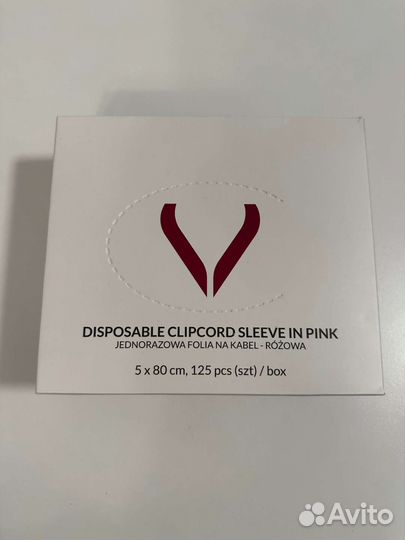 DISPOSABLE CLIPCORD SLEEVE IN PINK
JEDNORAZOWA FOLIA NA KABEL - RÓŻOWA
5 x 80 cm, 125 pcs (szt) / box
Avito